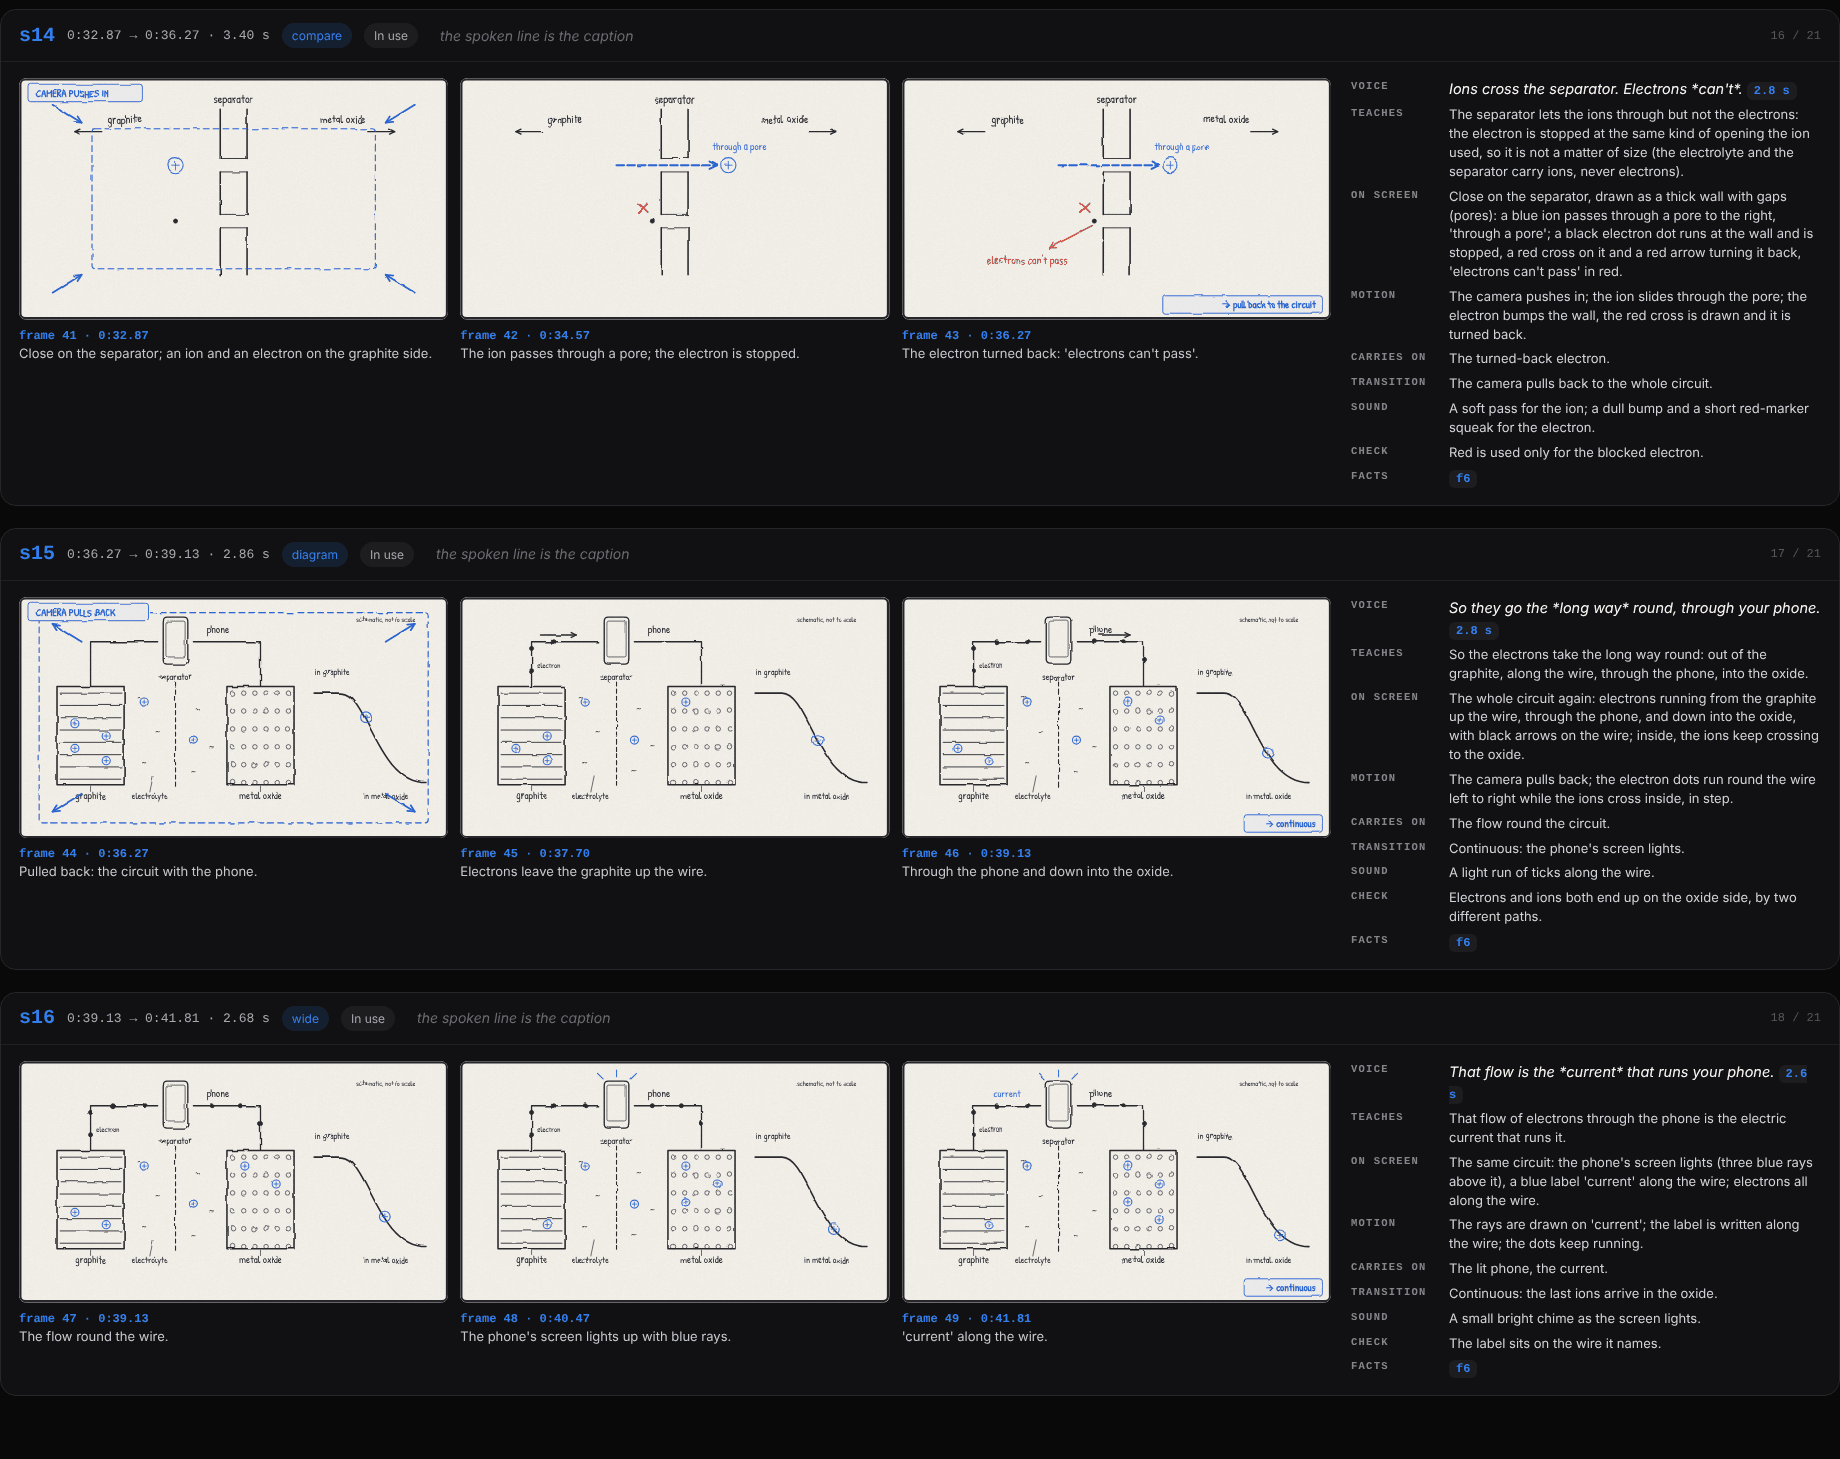 s14 0:32.87 → 0:36.27 · 3.40 s compare In use the spoken line is the caption 16 / 21
CAMERA PUSHES IN
separator
graphite
metal oxide
frame 41 · 0:32.87
Close on the separator; an ion and an electron on the graphite side.
separator
graphite
metal oxide
through a pore
frame 42 · 0:34.57
The ion passes through a pore; the electron is stopped.
separator
graphite
metal oxide
through a pore
electrons can't pass
→ pull back to the circuit
frame 43 · 0:36.27
The electron turned back: 'electrons can't pass'.
VOICE Ions cross the separator. Electrons *can't*. 2.8 s
TEACHES The separator lets the ions through but not the electrons:
the electron is stopped at the same kind of opening the ion
used, so it is not a matter of size (the electrolyte and the
separator carry ions, never electrons).
ON SCREEN Close on the separator, drawn as a thick wall with gaps
(pores): a blue ion passes through a pore to the right,
'through a pore'; a black electron dot runs at the wall and is
stopped, a red cross on it and a red arrow turning it back,
'electrons can't pass' in red.
MOTION The camera pushes in; the ion slides through the pore; the
electron bumps the wall, the red cross is drawn and it is
turned back.
CARRIES ON The turned-back electron.
TRANSITION The camera pulls back to the whole circuit.
SOUND A soft pass for the ion; a dull bump and a short red-marker
squeak for the electron.
CHECK Red is used only for the blocked electron.
FACTS f6
s15 0:36.27 → 0:39.13 · 2.86 s diagram In use the spoken line is the caption 17 / 21
CAMERA PULLS BACK
phone
schematic, not to scale
separator
in graphite
graphite
electrolyte
metal oxide
in metal oxide
frame 44 · 0:36.27
Pulled back: the circuit with the phone.
phone
schematic, not to scale
electron
separator
in graphite
graphite
electrolyte
metal oxide
in metal oxide
frame 45 · 0:37.70
Electrons leave the graphite up the wire.
phone
schematic, not to scale
electron
separator
in graphite
graphite
electrolyte
metal oxide
in metal oxide
→ continuous
frame 46 · 0:39.13
Through the phone and down into the oxide.
VOICE So they go the *long way* round, through your phone.
2.8 s
TEACHES So the electrons take the long way round: out of the
graphite, along the wire, through the phone, into the oxide.
ON SCREEN The whole circuit again: electrons running from the graphite
up the wire, through the phone, and down into the oxide,
with black arrows on the wire; inside, the ions keep crossing
to the oxide.
MOTION The camera pulls back; the electron dots run round the wire
left to right while the ions cross inside, in step.
CARRIES ON The flow round the circuit.
TRANSITION Continuous: the phone's screen lights.
SOUND A light run of ticks along the wire.
CHECK Electrons and ions both end up on the oxide side, by two
different paths.
FACTS f6
s16 0:39.13 → 0:41.81 · 2.68 s wide In use the spoken line is the caption 18 / 21
phone
schematic, not to scale
electron
separator
in graphite
graphite
electrolyte
metal oxide
in metal oxide
frame 47 · 0:39.13
The flow round the wire.
phone
schematic, not to scale
electron
separator
in graphite
graphite
electrolyte
metal oxide
in metal oxide
frame 48 · 0:40.47
The phone's screen lights up with blue rays.
current
phone
schematic, not to scale
electron
separator
in graphite
graphite
electrolyte
metal oxide
in metal oxide
→ continuous
frame 49 · 0:41.81
'current' along the wire.
VOICE That flow is the *current* that runs your phone. 2.6
s
TEACHES That flow of electrons through the phone is the electric
current that runs it.
ON SCREEN The same circuit: the phone's screen lights (three blue rays
above it), a blue label 'current' along the wire; electrons all
along the wire.
MOTION The rays are drawn on 'current'; the label is written along
the wire; the dots keep running.
CARRIES ON The lit phone, the current.
TRANSITION Continuous: the last ions arrive in the oxide.
SOUND A small bright chime as the screen lights.
CHECK The label sits on the wire it names.
FACTS f6